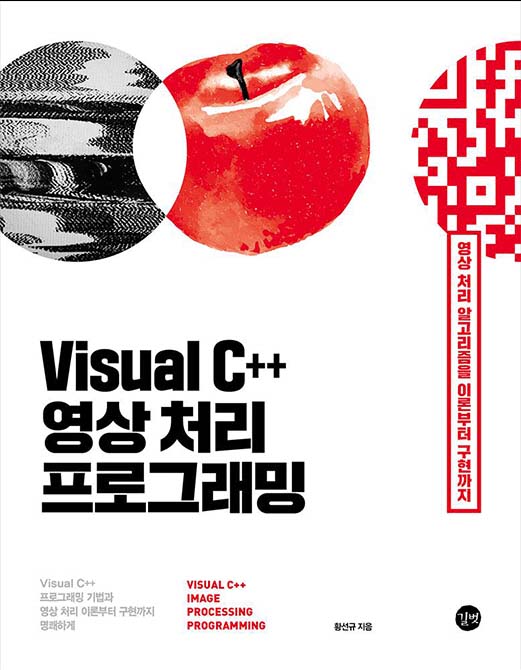 영상 처리 알고리즘을 이론부터 구현까지
Visual C++
영상 처리
프로그래밍
Visual C++
프로그래밍 기법과
영상 처리 이론부터 구현까지
명쾌하게
VISUAL C++
IMAGE
PROCESSING
PROGRAMMING
황선규 지음
길벗